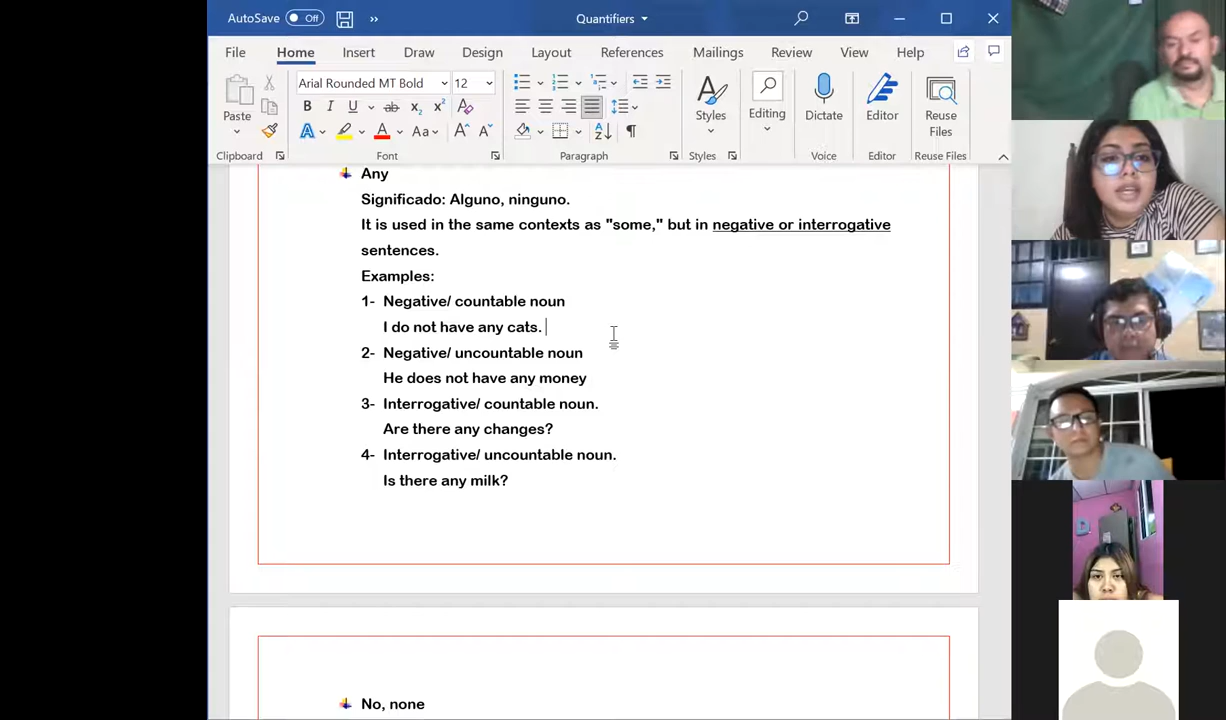 AutoSave Off Quantifiers
File Home Insert Draw Design Layout References Mailings Review View Help
Arial Rounded MT Bold 12
Paste Styles Editing Dictate Editor Reuse Files
Clipboard Font Paragraph Styles Voice Editor Reuse Files
Any
Significado: Alguno, ninguno.
It is used in the same contexts as "some," but in negative or interrogative
sentences.
Examples:
1- Negative/ countable noun
I do not have any cats.
2- Negative/ uncountable noun
He does not have any money
3- Interrogative/ countable noun.
Are there any changes?
4- Interrogative/ uncountable noun.
Is there any milk?
No, none